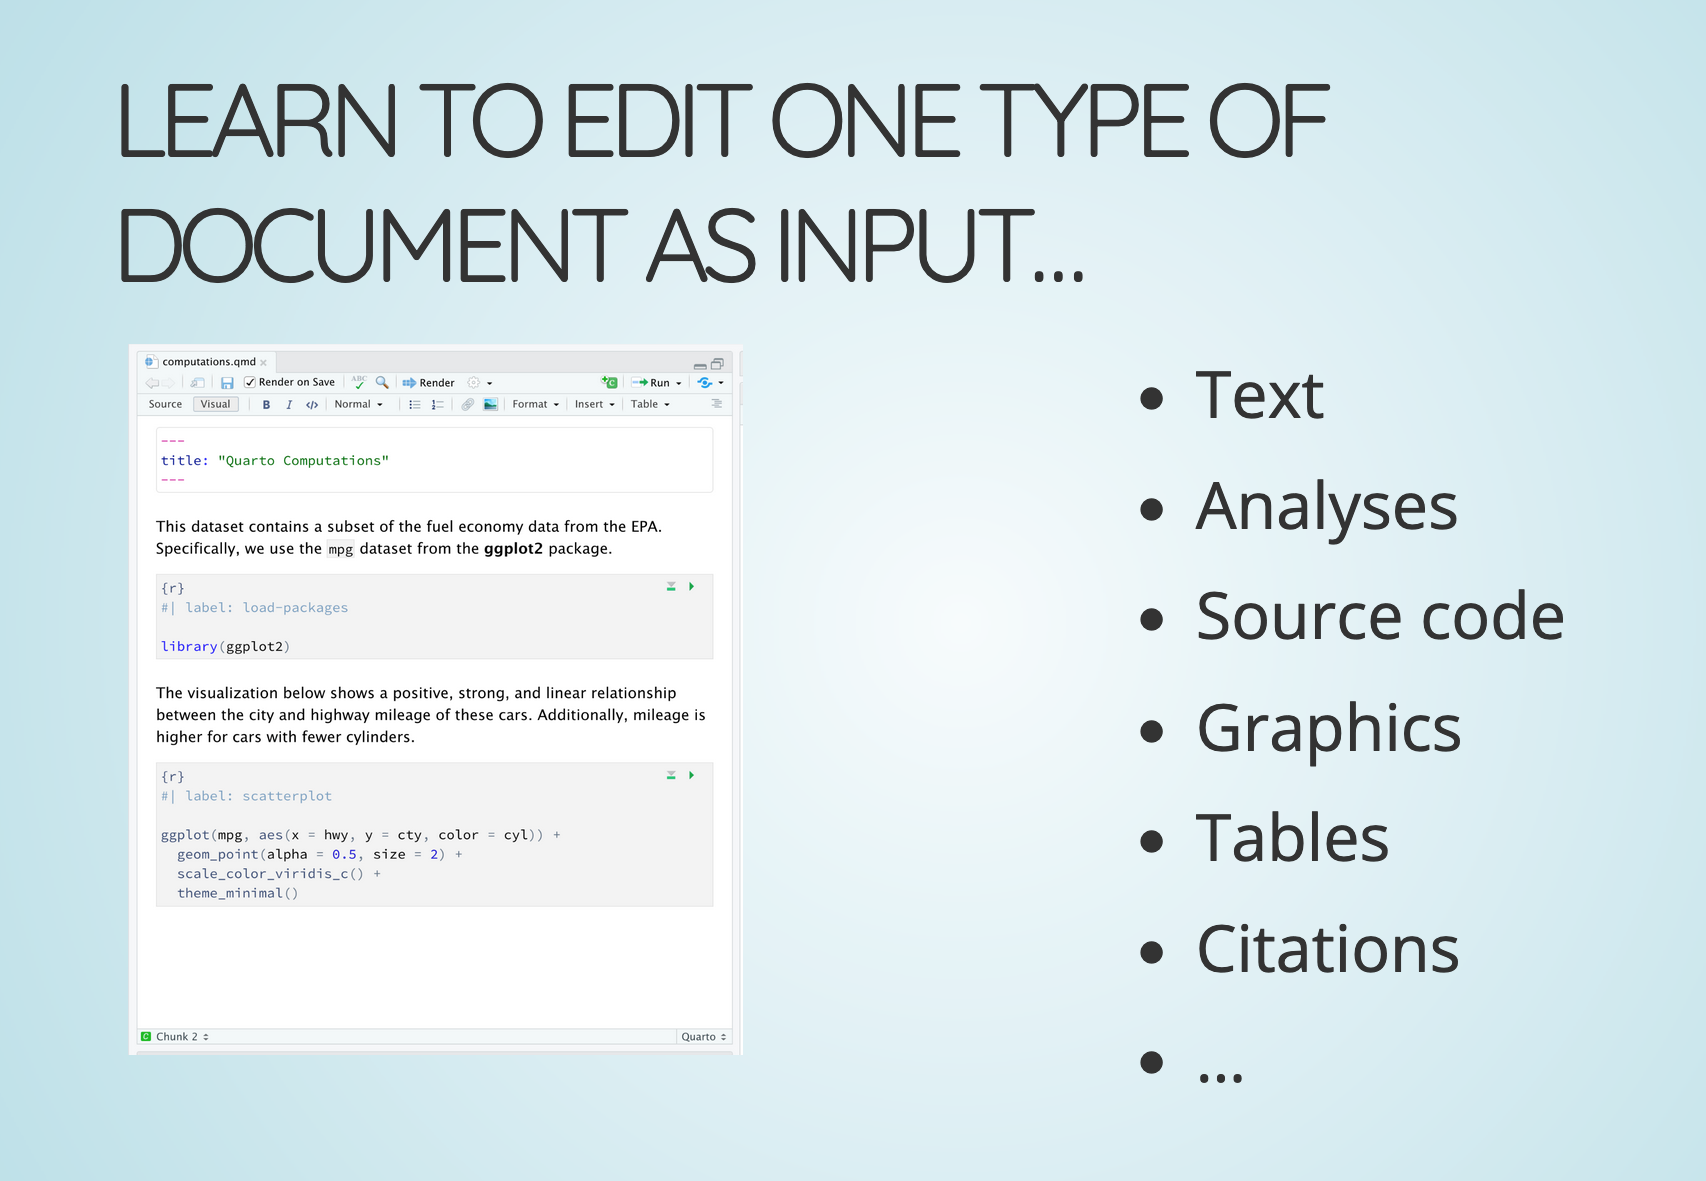 LEARN TO EDIT ONE TYPE OF
DOCUMENT AS INPUT...
computations.qmd
Render on Save
ABC
Render
Run
Source
Visual
B
I
</>
Normal
Format
Insert
Table
---
title: "Quarto Computations"
---
This dataset contains a subset of the fuel economy data from the EPA.
Specifically, we use the mpg dataset from the ggplot2 package.
{r}
#| label: load-packages
library(ggplot2)
The visualization below shows a positive, strong, and linear relationship
between the city and highway mileage of these cars. Additionally, mileage is
higher for cars with fewer cylinders.
{r}
#| label: scatterplot
ggplot(mpg, aes(x = hwy, y = cty, color = cyl)) +
  geom_point(alpha = 0.5, size = 2) +
  scale_color_viridis_c() +
  theme_minimal()
C Chunk 2
Quarto
• Text
• Analyses
• Source code
• Graphics
• Tables
• Citations
• ...